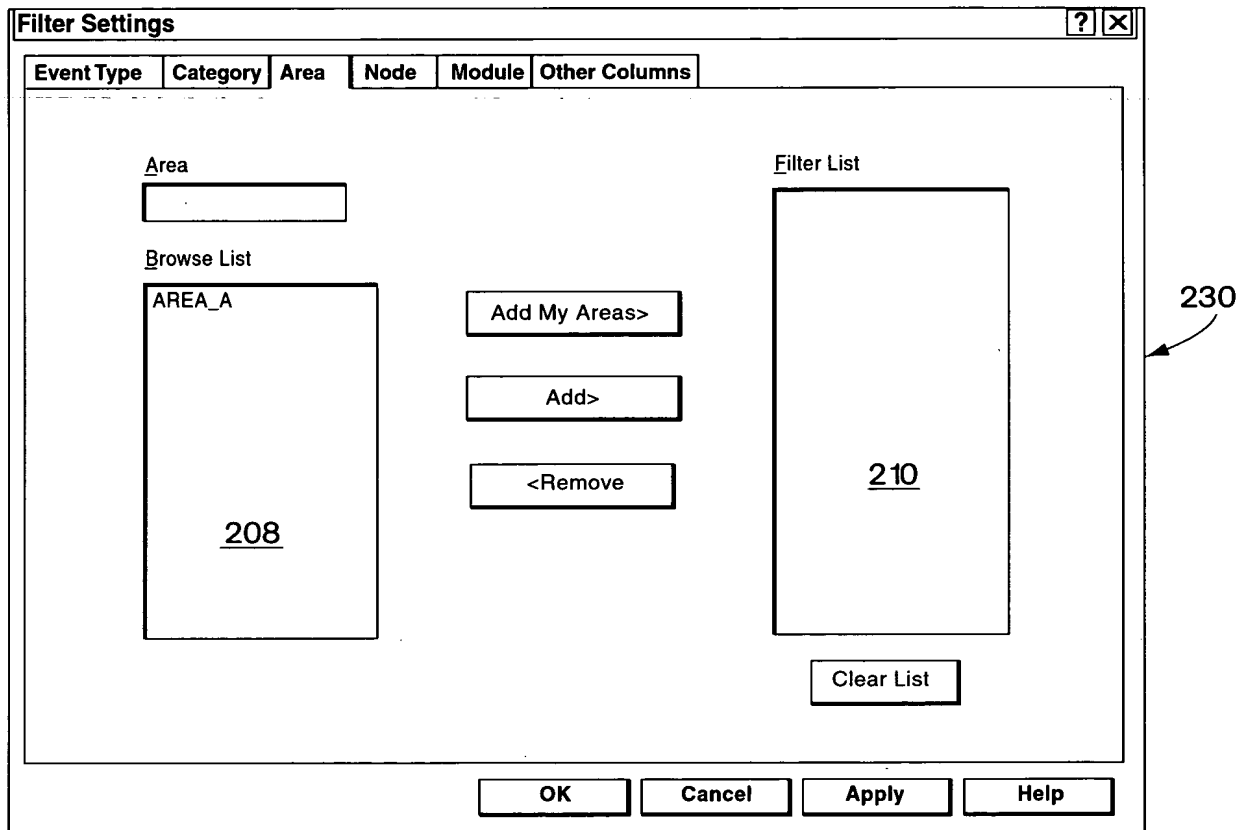 Filter Settings
? X
Event Type Category Area Node Module Other Columns
Area
Filter List
Browse List
AREA_A
Add My Areas>
230
Add>
<Remove
210
208
Clear List
OK Cancel Apply Help